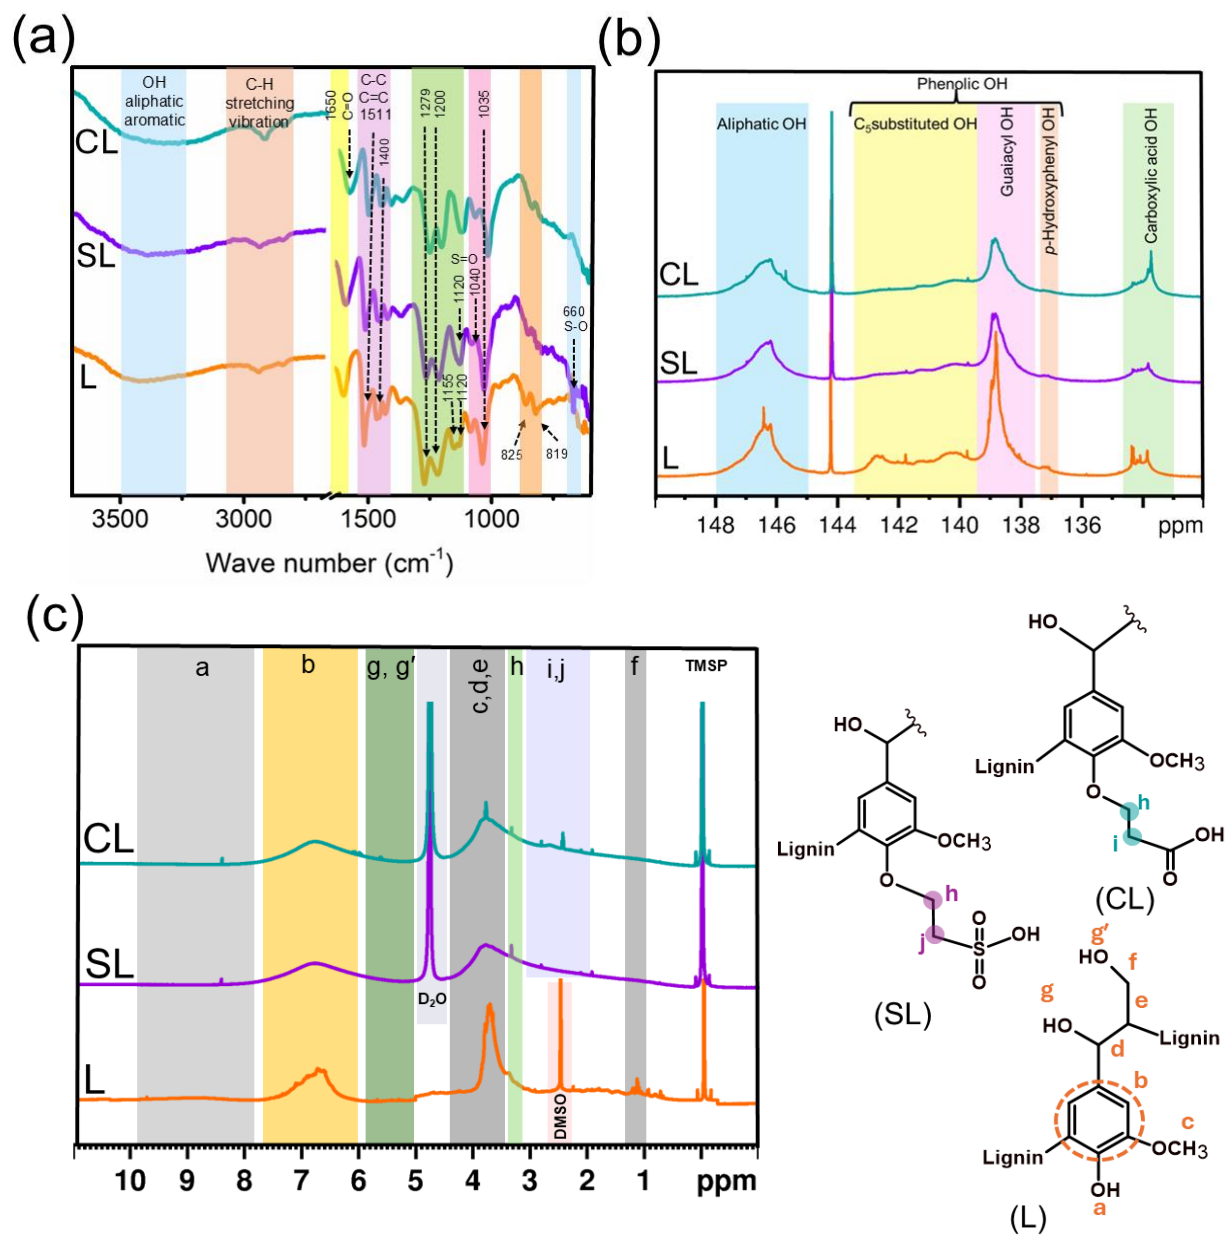 (a)
OH
aliphatic
aromatic
C-H
stretching
vibration
1650
C=O
C-C
C=C
1511
1400
1279
1200
1035
CL
SL
L
S=O
1120
1040
660
S-O
1155
1120
825
819
3500
3000
1500
1000
Wave number (cm⁻¹)
(b)
Phenolic OH
Aliphatic OH
C₅substituted OH
Guaiacyl OH
p-Hydroxyphenyl OH
Carboxylic acid OH
CL
SL
L
148
146
144
142
140
138
136
ppm
(c)
a
b
g, g′
c,d,e
h
i,j
f
TMSP
CL
SL
L
D₂O
DMSO
10
9
8
7
6
5
4
3
2
1
ppm
HO
Lignin
OCH3
O
h
j
O
S
OH
O
(SL)
HO
Lignin
OCH3
O
h
i
OH
O
(CL)
g′
HO
f
g
e
HO
Lignin
d
b
c
Lignin
OCH3
OH
a
(L)